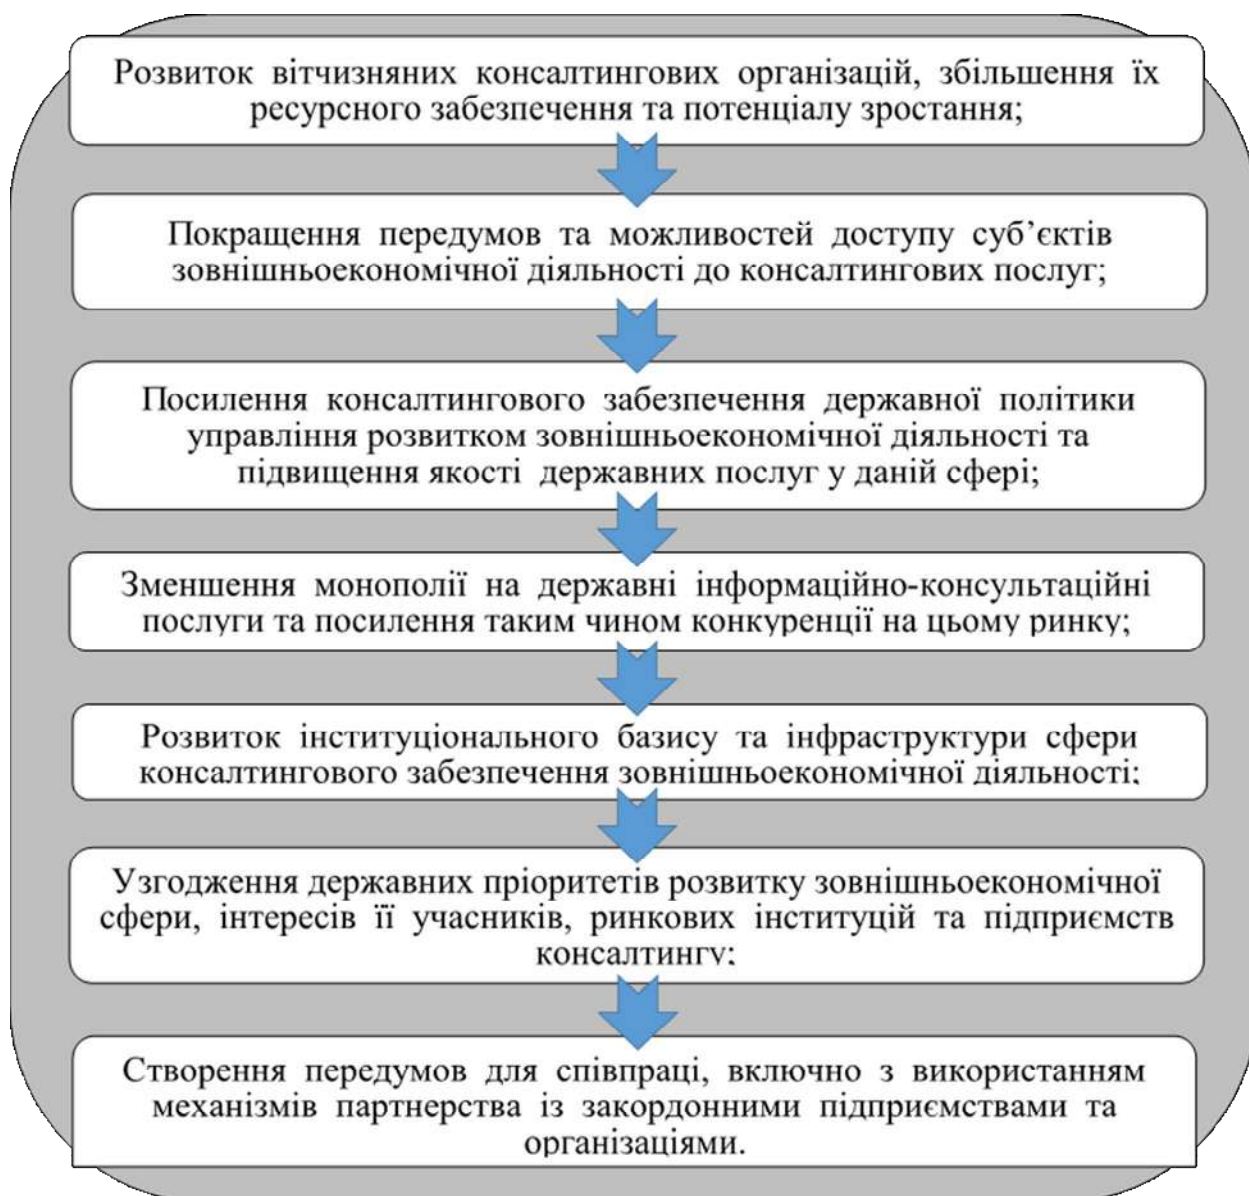 Розвиток вітчизняних консалтингових організацій, збільшення їх
ресурсного забезпечення та потенціалу зростання;
Покращення передумов та можливостей доступу суб’єктів
зовнішньоекономічної діяльності до консалтингових послуг;
Посилення консалтингового забезпечення державної політики
управління розвитком зовнішньоекономічної діяльності та
підвищення якості державних послуг у даній сфері;
Зменшення монополії на державні інформаційно-консультаційні
послуги та посилення таким чином конкуренції на цьому ринку;
Розвиток інституціонального базису та інфраструктури сфери
консалтингового забезпечення зовнішньоекономічної діяльності;
Узгодження державних пріоритетів розвитку зовнішньоекономічної
сфери, інтересів її учасників, ринкових інституцій та підприємств
консалтингу;
Створення передумов для співпраці, включно з використанням
механізмів партнерства із закордонними підприємствами та
організаціями.